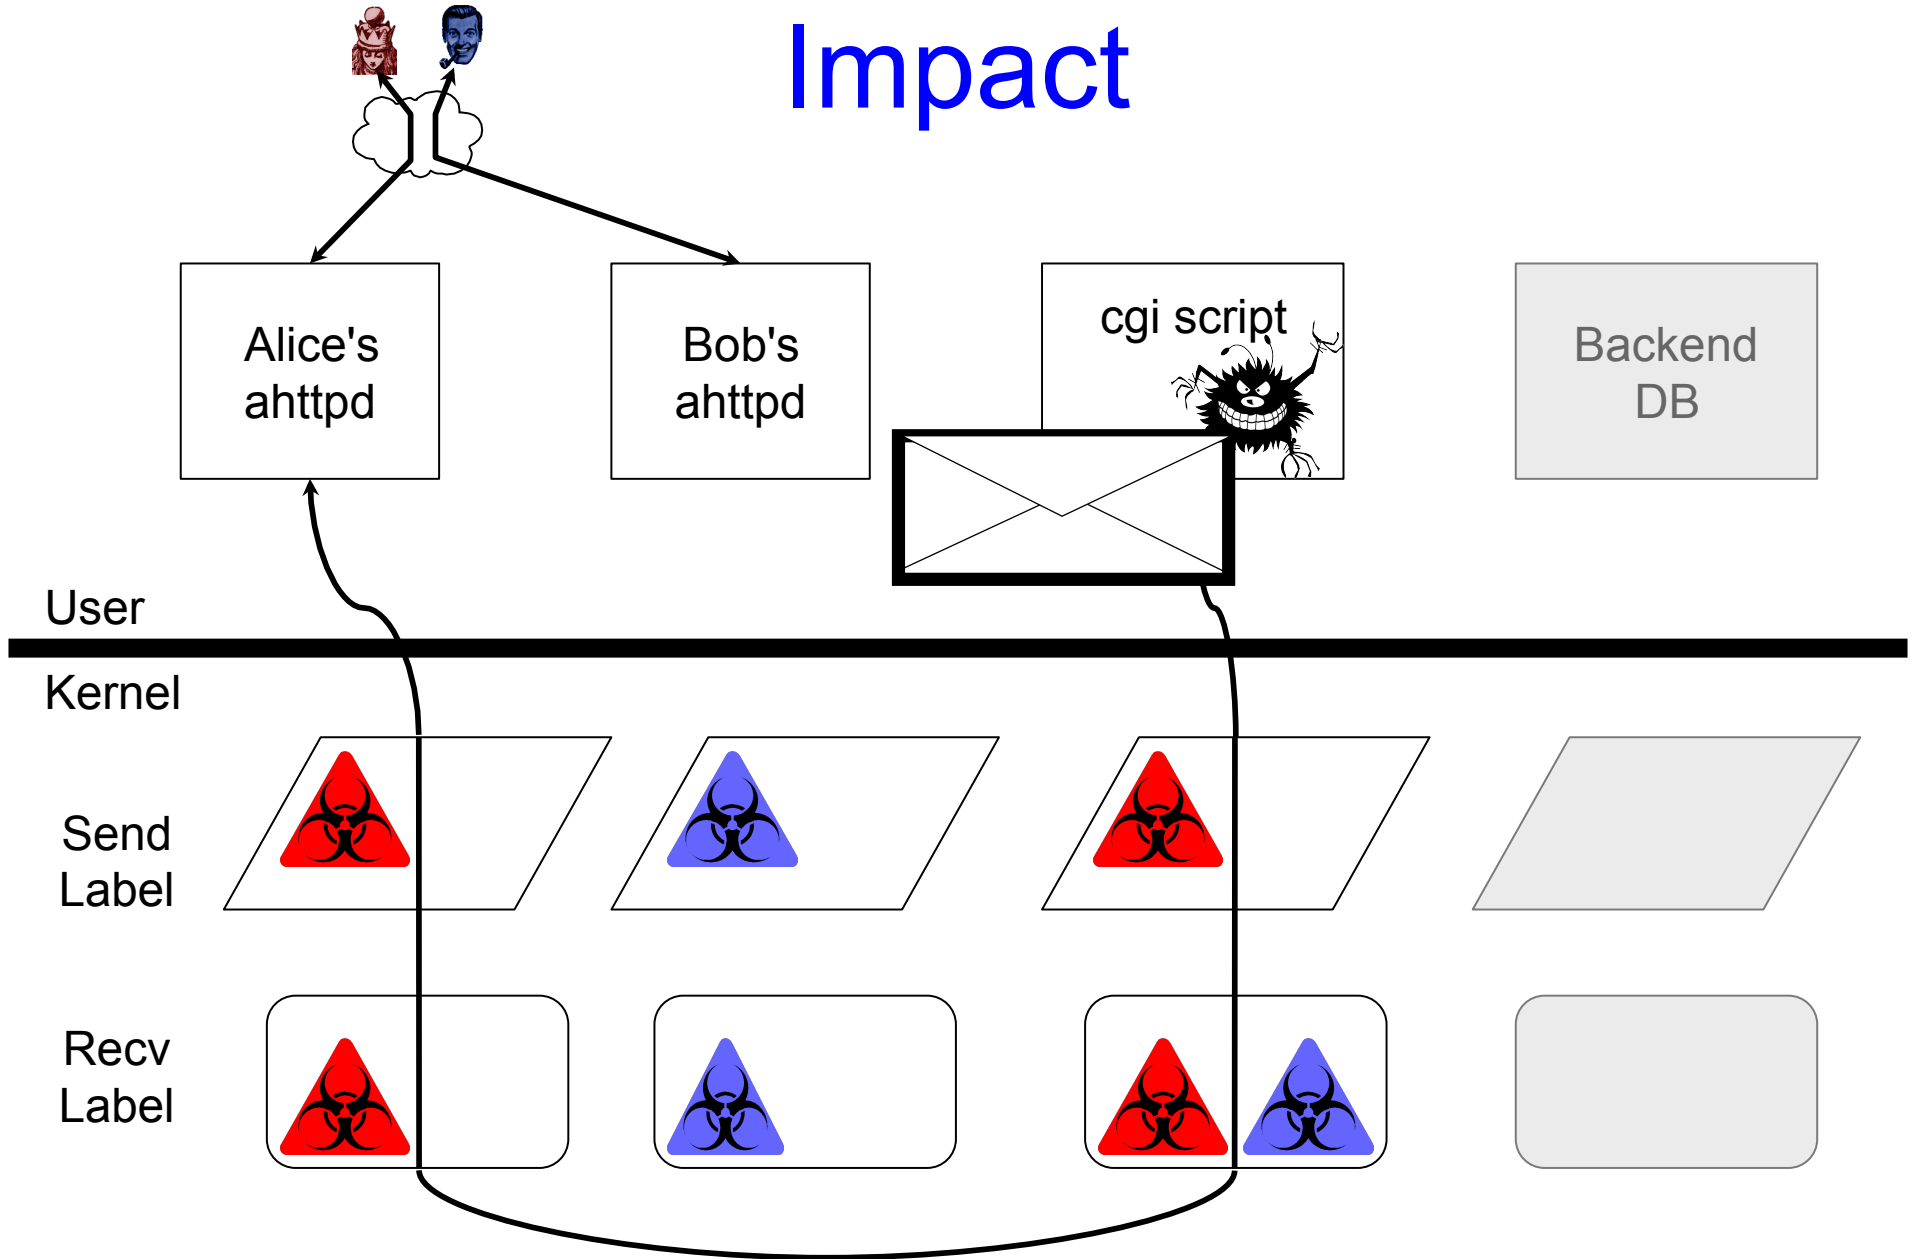 Impact
Alice's
ahttpd
Bob's
ahttpd
cgi script
Backend
DB
User
Kernel
Send
Label
Recv
Label